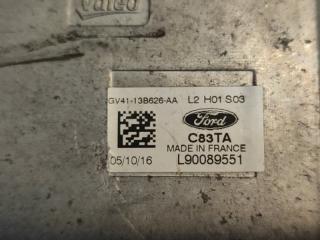 Valeo
GV41-13B626-AA L2 H01 S03
Ford
C83TA
MADE IN FRANCE
05/10/16 L90089551